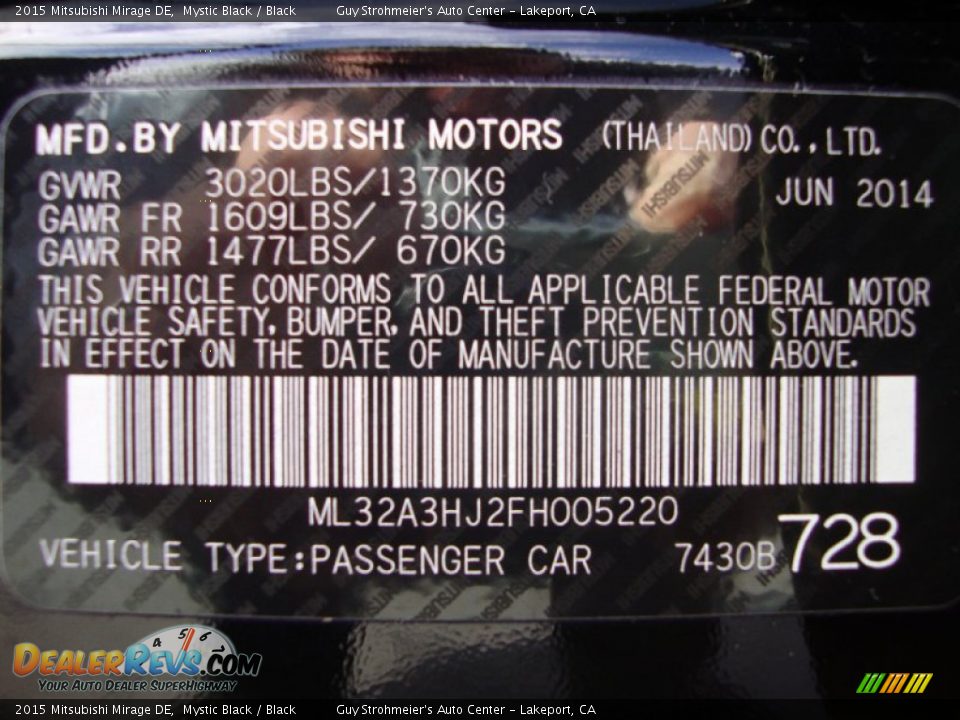 2015 Mitsubishi Mirage DE, Mystic Black / Black Guy Strohmeier's Auto Center - Lakeport, CA
MFD.BY MITSUBISHI MOTORS (THAILAND) CO., LTD.
GVWR 3020LBS/1370KG JUN 2014
GAWR FR 1609LBS/ 730KG
GAWR RR 1477LBS/ 670KG
THIS VEHICLE CONFORMS TO ALL APPLICABLE FEDERAL MOTOR
VEHICLE SAFETY, BUMPER, AND THEFT PREVENTION STANDARDS
IN EFFECT ON THE DATE OF MANUFACTURE SHOWN ABOVE.
ML32A3HJ2FH005220
VEHICLE TYPE:PASSENGER CAR 7430B 728
4 5 6
DealerRevs.com
Your Auto Dealer SuperHighway
2015 Mitsubishi Mirage DE, Mystic Black / Black Guy Strohmeier's Auto Center - Lakeport, CA